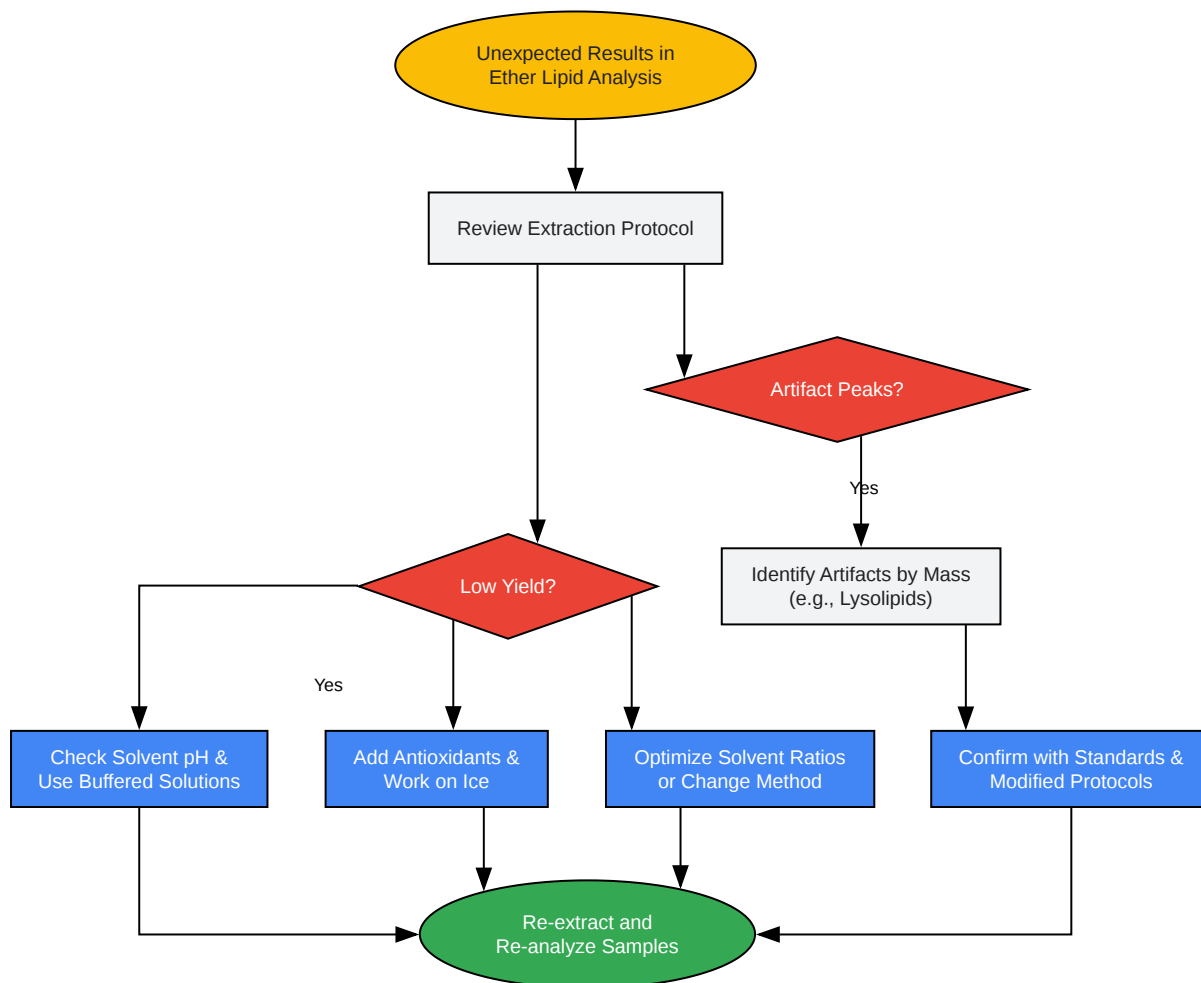 Unexpected Results in
Ether Lipid Analysis
Review Extraction Protocol
Artifact Peaks?
Yes
Identify Artifacts by Mass
(e.g., Lysolipids)
Low Yield?
Yes
Check Solvent pH &
Use Buffered Solutions
Add Antioxidants &
Work on Ice
Optimize Solvent Ratios
or Change Method
Confirm with Standards &
Modified Protocols
Re-extract and
Re-analyze Samples